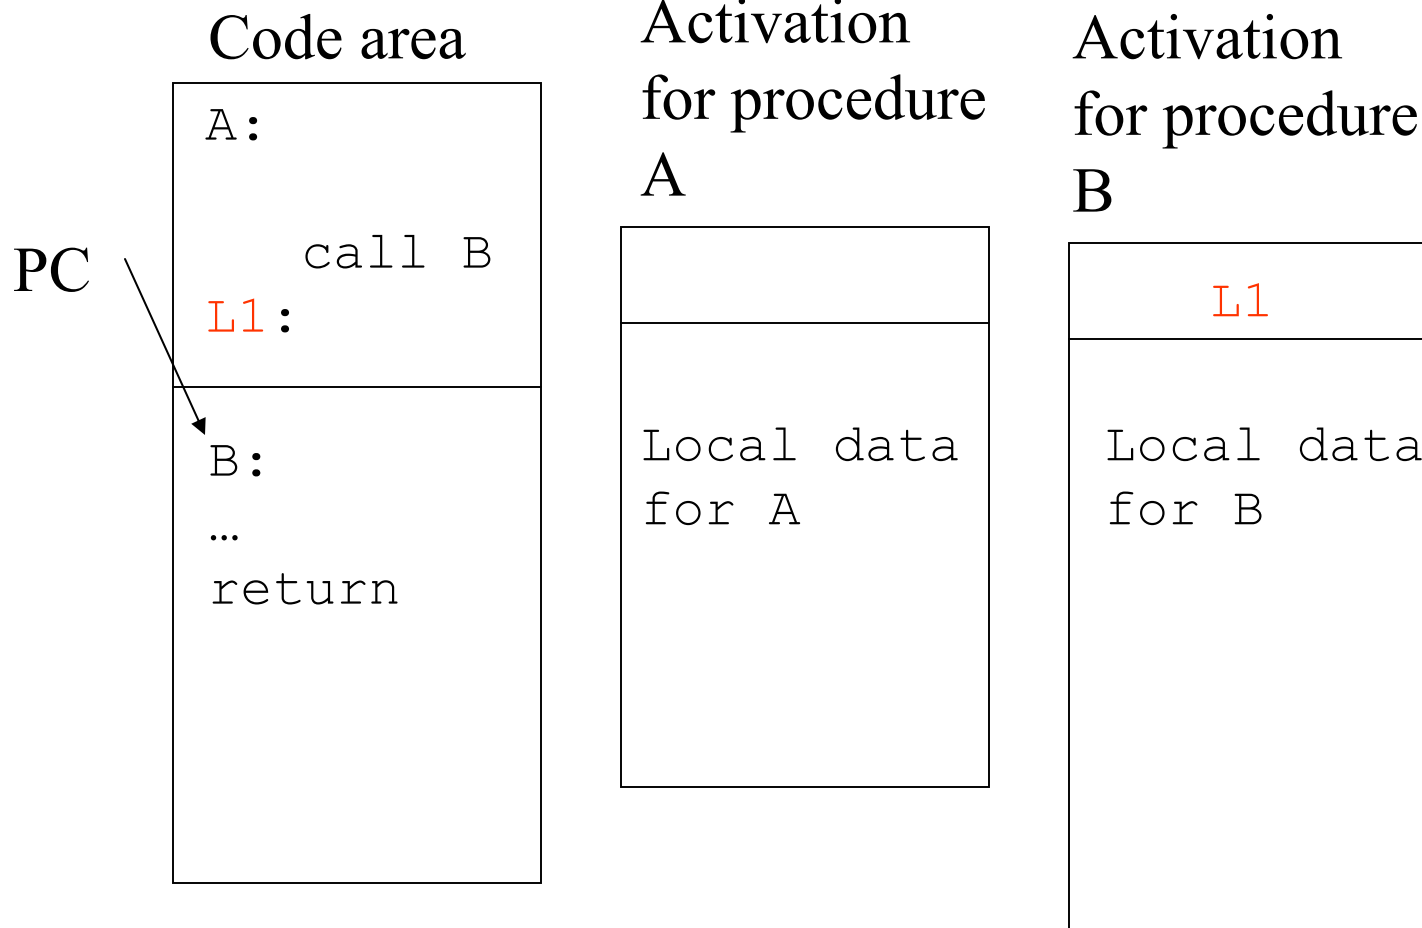 Code area
A:
call B
L1:
PC
B:
…
return
Activation
for procedure
A
Local data
for A
Activation
for procedure
B
L1
Local data
for B